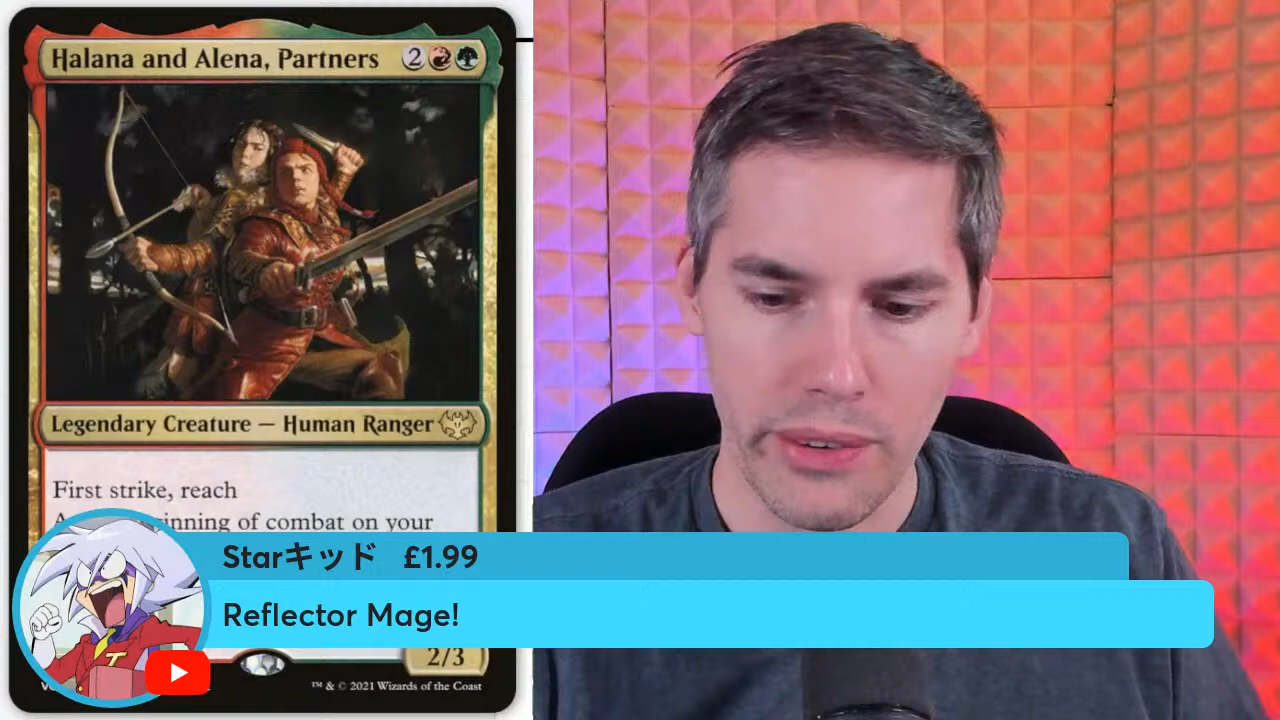 Halana and Alena, Partners 2
Legendary Creature — Human Ranger
First strike, reach
inning of combat on your
Starキッド £1.99
Reflector Mage!
2/3
™ & © 2021 Wizards of the Coast